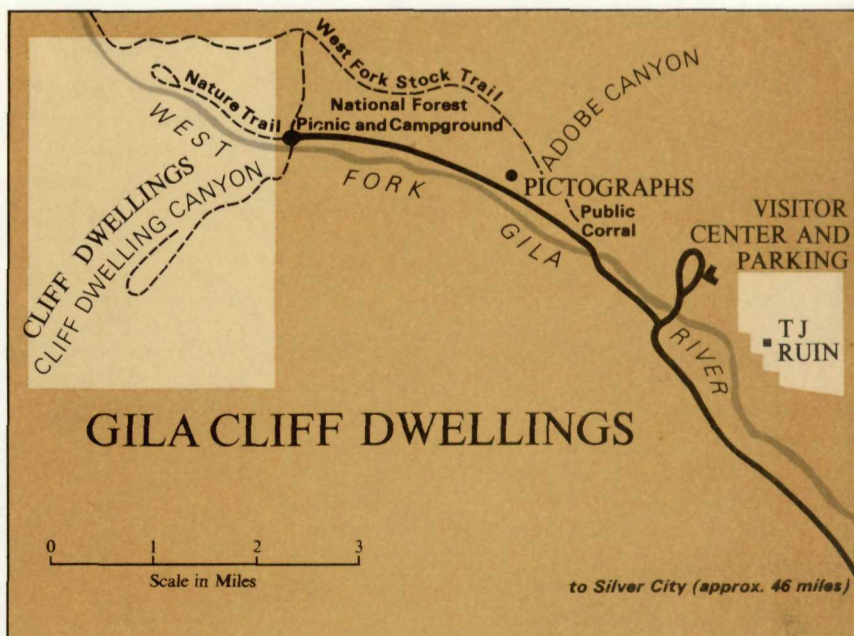 West Fork Stock Trail
ADOBE CANYON
Nature Trail
National Forest
Picnic and Campground
WEST
FORK
GILA
RIVER
PICTOGRAPHS
Public
Corral
VISITOR
CENTER AND
PARKING
CLIFF DWELLINGS
CLIFF DWELLING CANYON
TJ
RUIN
GILA CLIFF DWELLINGS
0 1 2 3
Scale in Miles
to Silver City (approx. 46 miles)